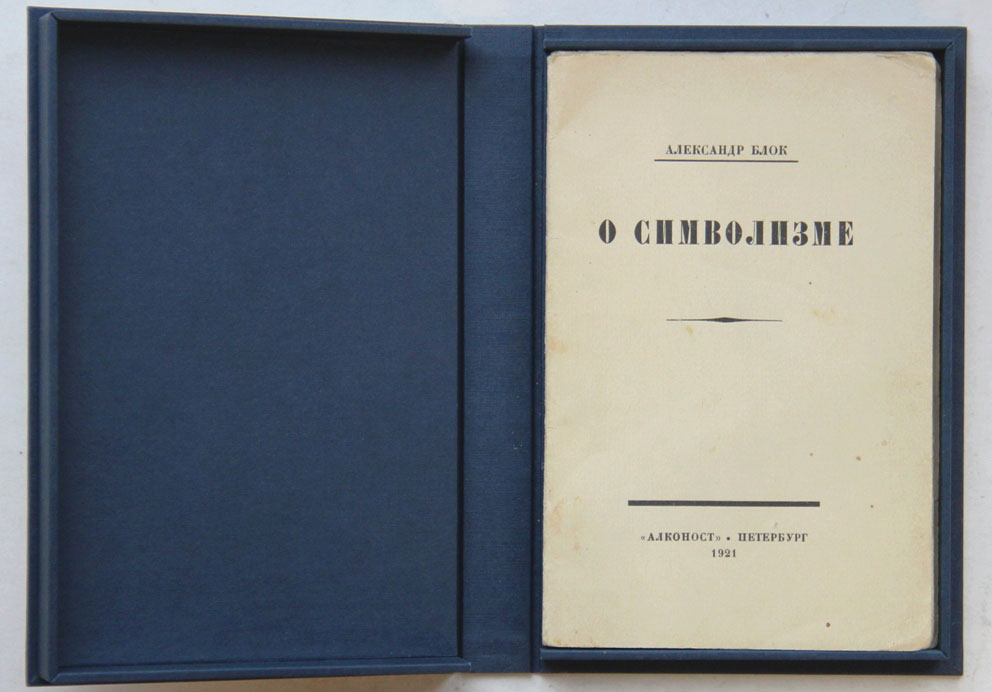 АЛЕКСАНДР БЛОК
О СИМВОЛИЗМЕ
«АЛКОНОСТ» • ПЕТЕРБУРГ
1921